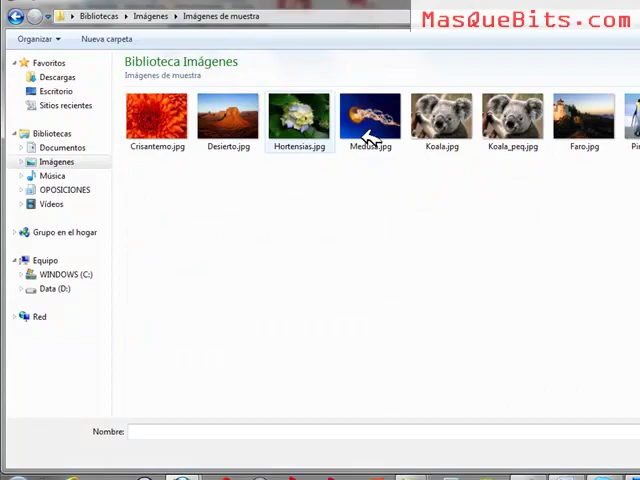 Bibliotecas ▸ Imágenes ▸ Imágenes de muestra
MasQueBits.com
Organizar
Nueva carpeta
Favoritos
Descargas
Escritorio
Sitios recientes
Bibliotecas
Documentos
Imágenes
Música
OPOSICIONES
Vídeos
Grupo en el hogar
Equipo
WINDOWS (C:)
Data (D:)
Red
Biblioteca Imágenes
Imágenes de muestra
Crisantemo.jpg
Desierto.jpg
Hortensias.jpg
Medusa.jpg
Koala.jpg
Koala_peq.jpg
Faro.jpg
Nombre: